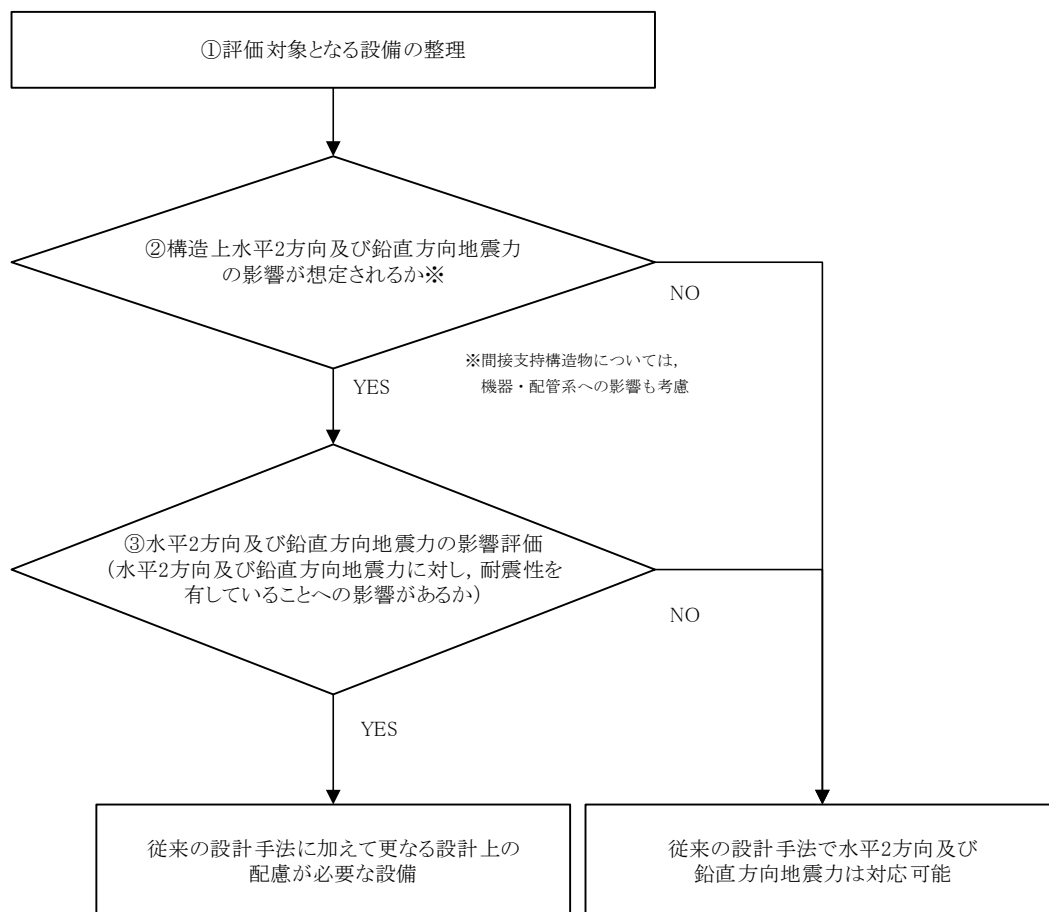 ①評価対象となる設備の整理
②構造上水平2方向及び鉛直方向地震力
の影響が想定されるか※
NO
※間接支持構造物については,
機器・配管系への影響も考慮
YES
③水平2方向及び鉛直方向地震力の影響評価
(水平2方向及び鉛直方向地震力に対し, 耐震性を
有していることへの影響があるか)
NO
YES
従来の設計手法に加えて更なる設計上の
配慮が必要な設備
従来の設計手法で水平2方向及び
鉛直方向地震力は対応可能